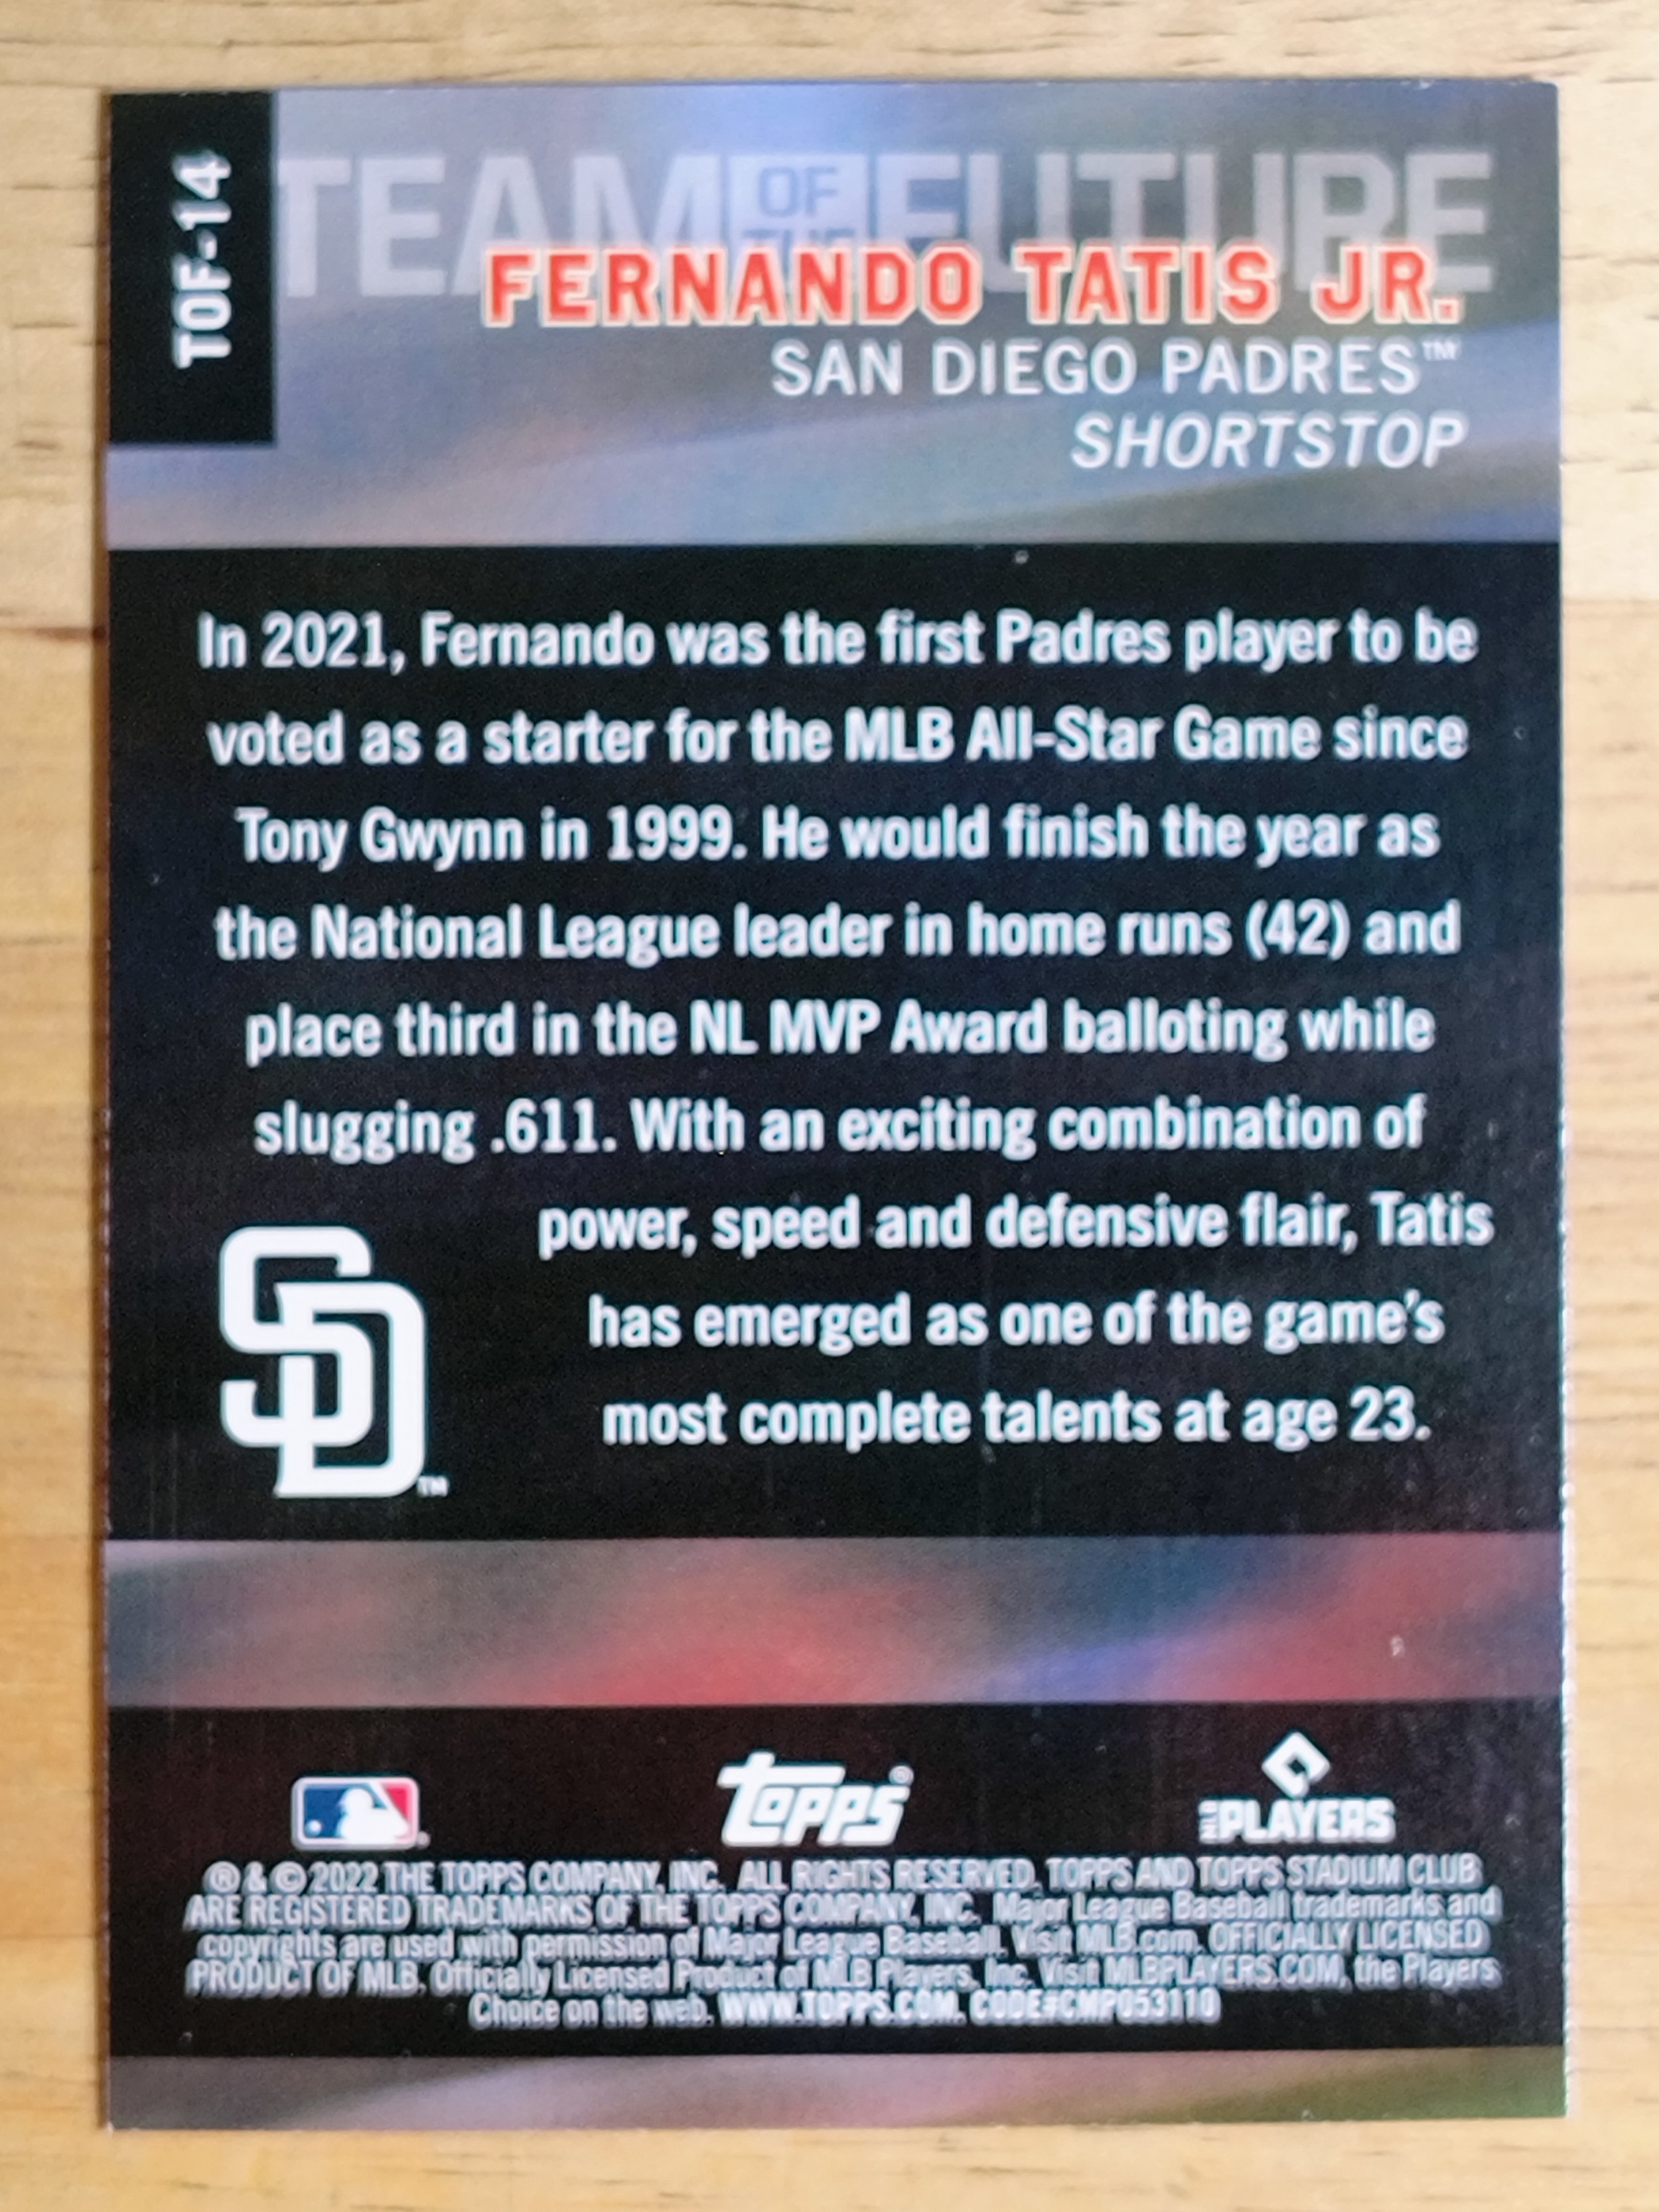 TOF-14
TEAM OF THE FUTURE
FERNANDO TATIS JR.
SAN DIEGO PADRES™
SHORTSTOP
In 2021, Fernando was the first Padres player to be
voted as a starter for the MLB All-Star Game since
Tony Gwynn in 1999. He would finish the year as
the National League leader in home runs (42) and
place third in the NL MVP Award balloting while
slugging .611. With an exciting combination of
power, speed and defensive flair, Tatis
has emerged as one of the game's
most complete talents at age 23.
SD™
Topps®
MLB PLAYERS
® & © 2022 THE TOPPS COMPANY, INC. ALL RIGHTS RESERVED. TOPPS AND TOPPS STADIUM CLUB
ARE REGISTERED TRADEMARKS OF THE TOPPS COMPANY, INC. Major League Baseball trademarks and
copyrights are used with permission of Major League Baseball. Visit MLB.com. OFFICIALLY LICENSED
PRODUCT OF MLB. Officially Licensed Product of MLB Players, Inc. Visit MLBPLAYERS.COM, the Players
Choice on the web. WWW.TOPPS.COM. CODE#CMP053110